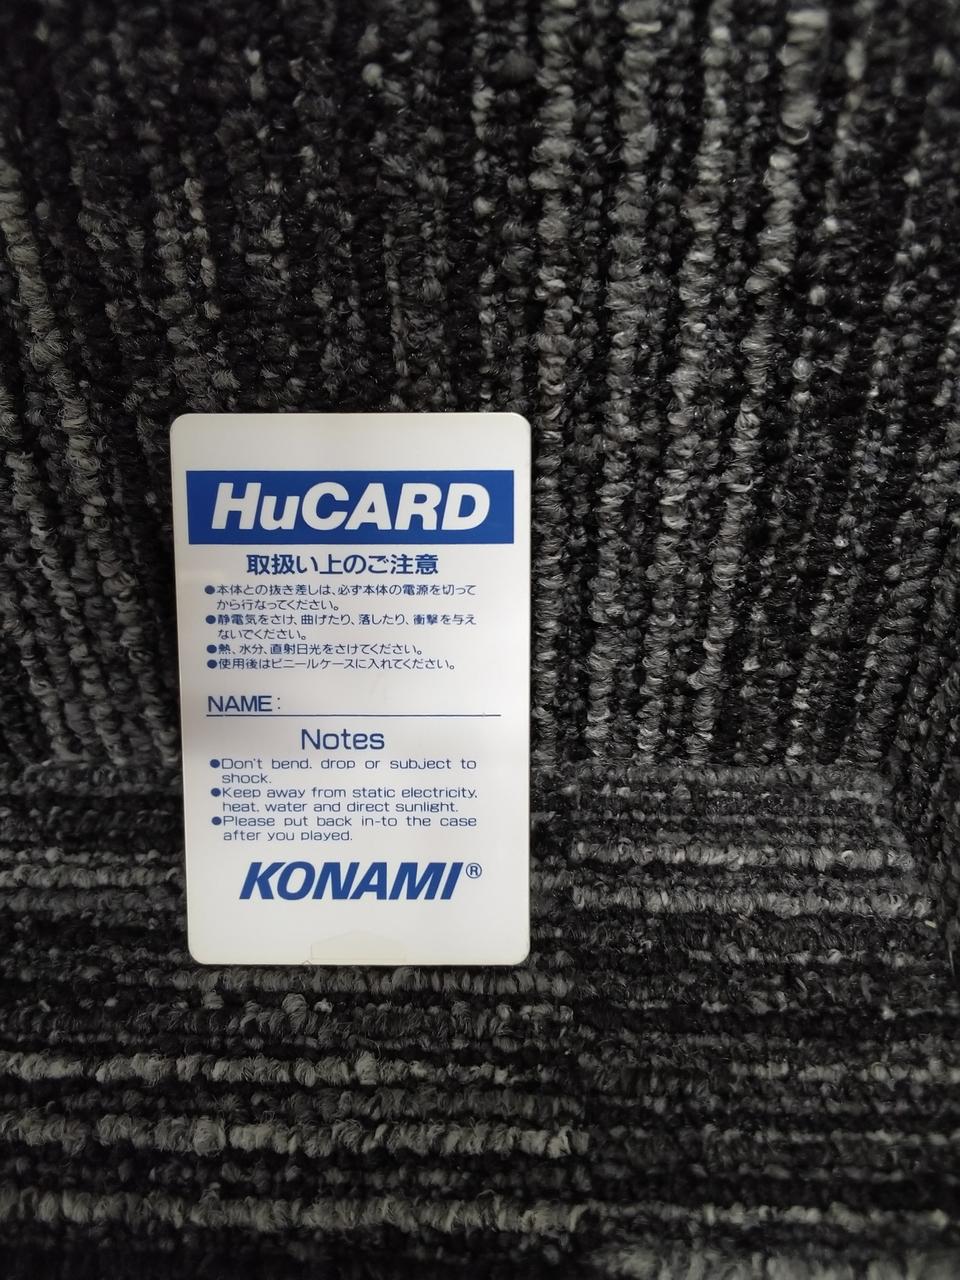 HuCARD
取扱い上のご注意
●本体との抜き差しは、必ず本体の電源を切って
から行なってください。
●静電気をさけ、曲げたり、落したり、衝撃を与え
ないでください。
●熱、水分、直射日光をさけてください。
●使用後はビニールケースに入れてください。
NAME:
Notes
●Don't bend, drop or subject to
shock.
●Keep away from static electricity,
heat, water and direct sunlight.
●Please put back in-to the case
after you played.
KONAMI®